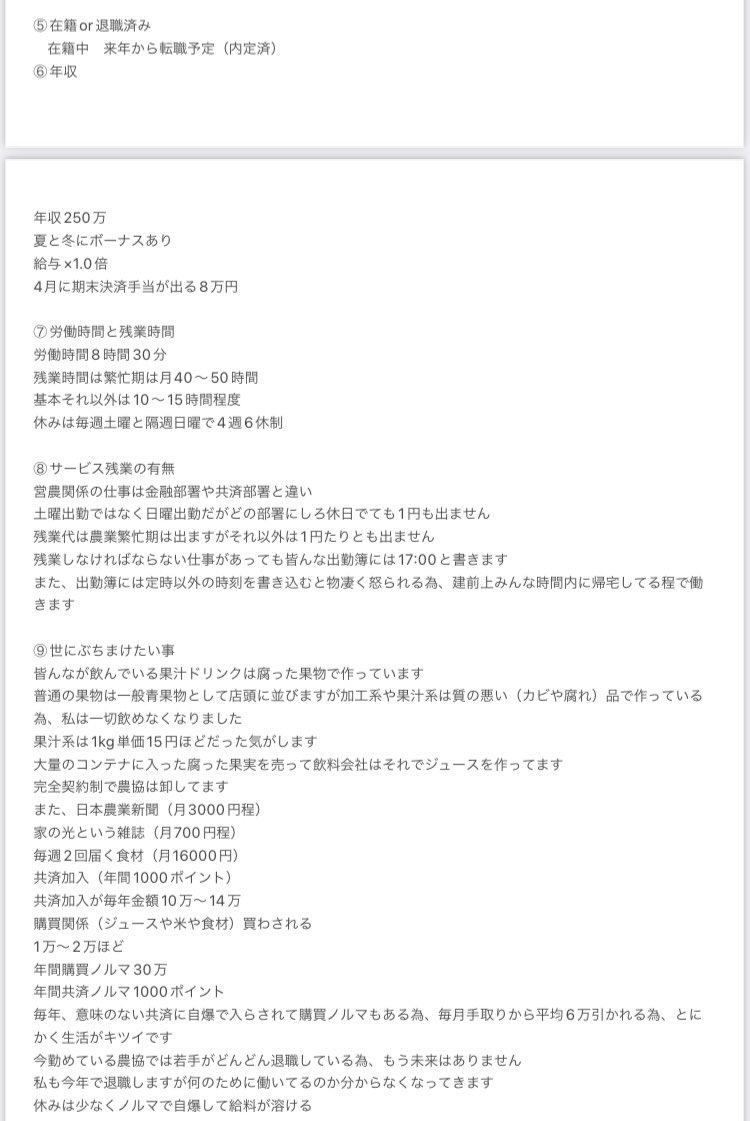 ⑤在籍or退職済み
在籍中　来年から転職予定（内定済）
⑥年収
年収250万
夏と冬にボーナスあり
給与×1.0倍
4月に期末決済手当が出る8万円
⑦労働時間と残業時間
労働時間8時間30分
残業時間は繁忙期は月40〜50時間
基本それ以外は10〜15時間程度
休みは毎週土曜と隔週日曜で4週6休制
⑧サービス残業の有無
営農関係の仕事は金融部署や共済部署と違い
土曜出勤ではなく日曜出勤だがどの部署にしろ休日でても1円も出ません
残業代は農業繁忙期は出ますがそれ以外は1円たりとも出ません
残業しなければならない仕事があっても皆んな出勤簿には17:00と書きます
また、出勤簿には定時以外の時刻を書き込むと物凄く怒られる為、建前上みんな時間内に帰宅してる程で働
きます
⑨世にぶちまけたい事
皆んなが飲んでいる果汁ドリンクは腐った果物で作っています
普通の果物は一般青果物として店頭に並びますが加工系や果汁系は質の悪い（カビや腐れ）品で作っている
為、私は一切飲めなくなりました
果汁系は1kg単価15円ほどだった気がします
大量のコンテナに入った腐った果実を売って飲料会社はそれでジュースを作ってます
完全契約制で農協は卸してます
また、日本農業新聞（月3000円程）
家の光という雑誌（月700円程）
毎週2回届く食材（月16000円）
共済加入（年間1000ポイント）
共済加入が毎年金額10万〜14万
購買関係（ジュースや米や食材）買わされる
1万〜2万ほど
年間購買ノルマ30万
年間共済ノルマ1000ポイント
毎年、意味のない共済に自爆で入らされて購買ノルマもある為、毎月手取りから平均6万引かれる為、とに
かく生活がキツイです
今勤めている農協では若手がどんどん退職している為、もう未来はありません
私も今年で退職しますが何のために働いてるのか分からなくなってきます
休みは少なくノルマで自爆して給料が溶ける